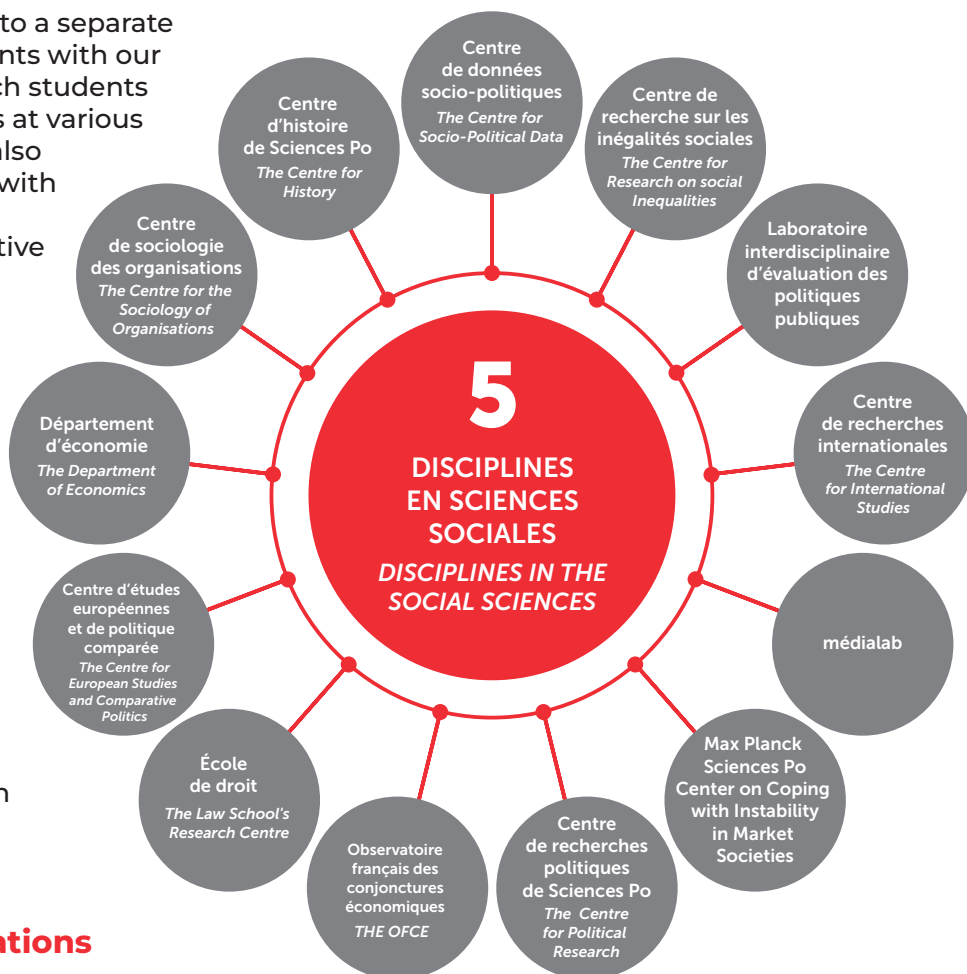 to a separate
nts with our
ch students
s at various
also
with
tive
n
ations
5
DISCIPLINES
EN SCIENCES
SOCIALES
DISCIPLINES IN THE
SOCIAL SCIENCES
Centre
de données
socio-politiques
The Centre for
Socio-Political Data
Centre de
recherche sur les
inégalités sociales
The Centre for
Research on social
Inequalities
Laboratoire
interdisciplinaire
d'évaluation des
politiques
publiques
Centre
de recherches
internationales
The Centre
for International
Studies
médialab
Max Planck
Sciences Po
Center on Coping
with Instability
in Market
Societies
Centre
de recherches
politiques
de Sciences Po
The Centre
for Political
Research
Observatoire
français des
conjonctures
économiques
THE OFCE
École
de droit
The Law School's
Research Centre
Centre d'études
européennes
et de politique
comparée
The Centre for
European Studies
and Comparative
Politics
Département
d'économie
The Department
of Economics
Centre
de sociologie
des organisations
The Centre for the
Sociology of
Organisations
Centre
d'histoire
de Sciences Po
The Centre for
History